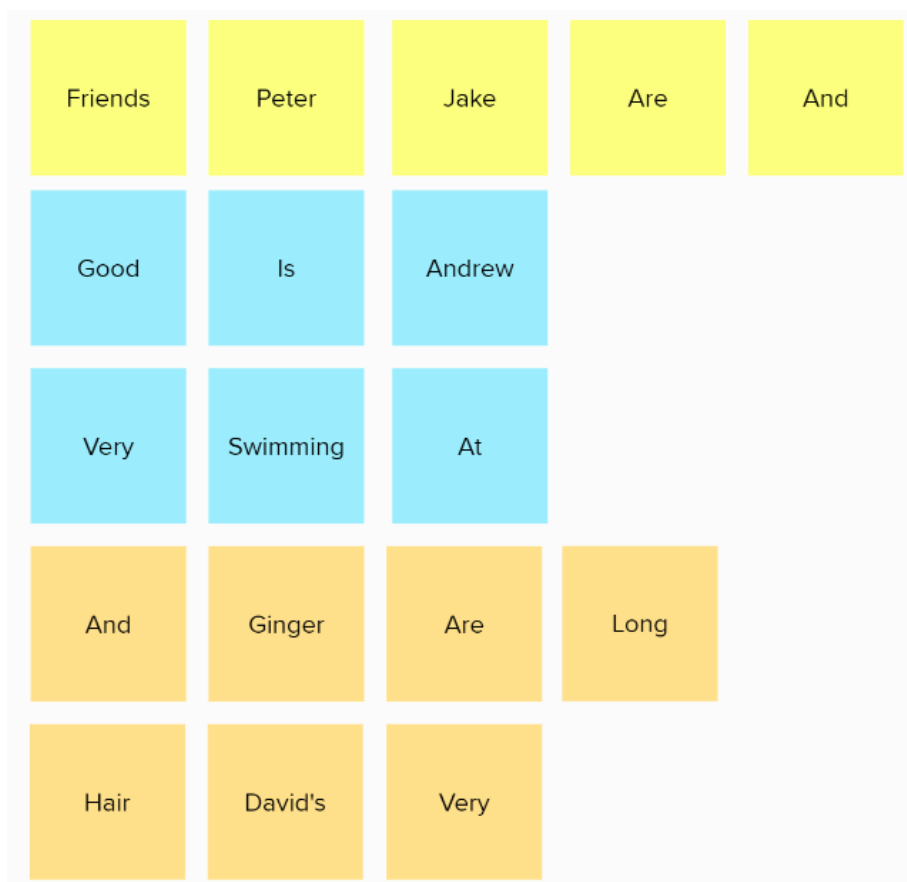 Friends Peter Jake Are And
Good Is Andrew
Very Swimming At
And Ginger Are Long
Hair David's Very